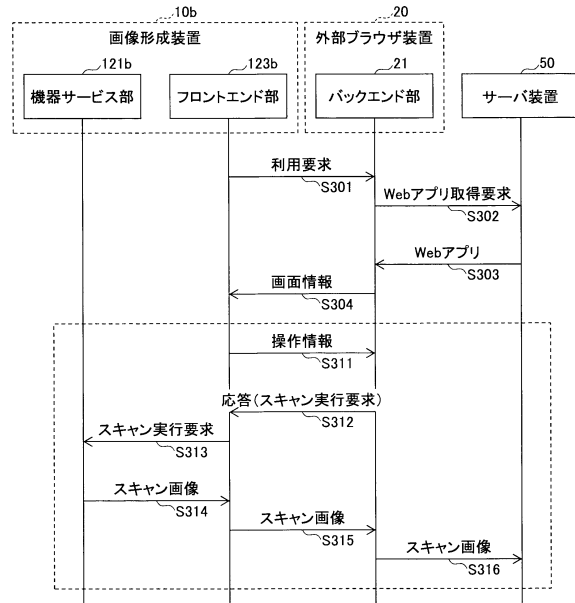 10b
20
画像形成装置
外部ブラウザ装置
121b
123b
21
50
機器サービス部
フロントエンド部
バックエンド部
サーバ装置
利用要求
S301
Webアプリ取得要求
S302
Webアプリ
S303
画面情報
S304
操作情報
S311
応答(スキャン実行要求)
S312
スキャン実行要求
S313
スキャン画像
S314
スキャン画像
S315
スキャン画像
S316